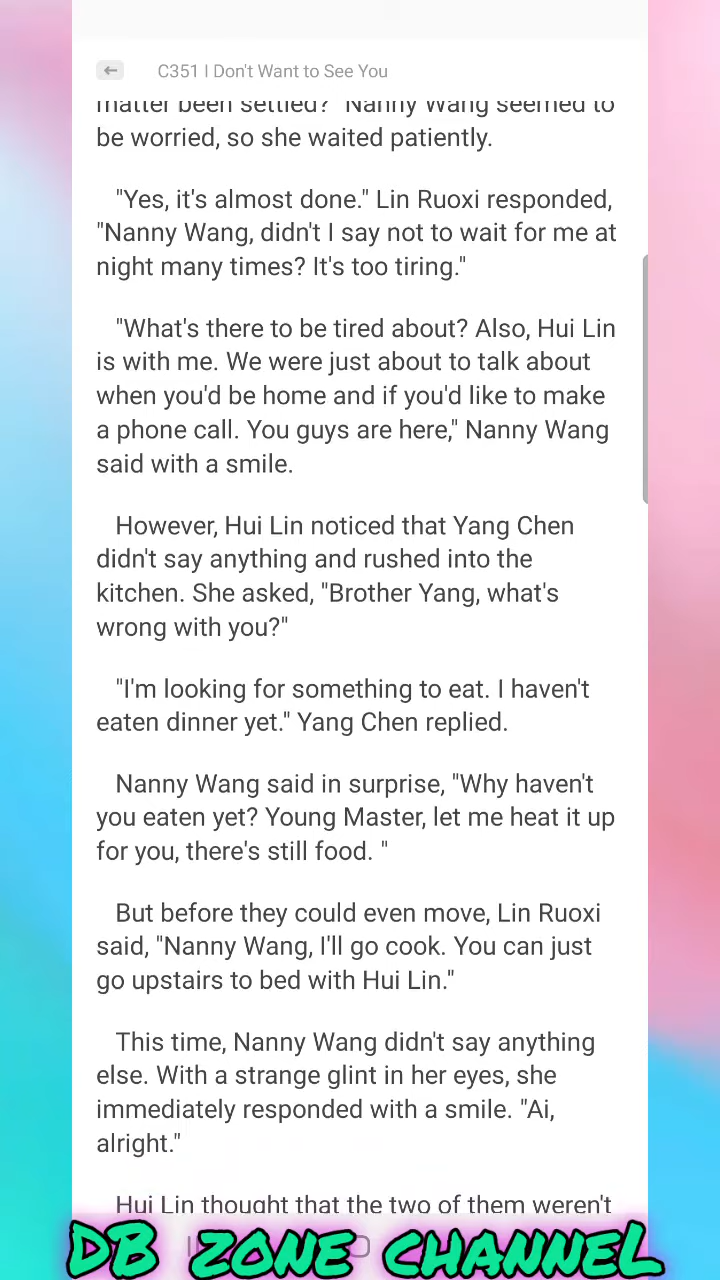 C351 I Don't Want to See You
matter been settled?" Nanny Wang seemed to
be worried, so she waited patiently.
"Yes, it's almost done." Lin Ruoxi responded,
"Nanny Wang, didn't I say not to wait for me at
night many times? It's too tiring."
"What's there to be tired about? Also, Hui Lin
is with me. We were just about to talk about
when you'd be home and if you'd like to make
a phone call. You guys are here," Nanny Wang
said with a smile.
However, Hui Lin noticed that Yang Chen
didn't say anything and rushed into the
kitchen. She asked, "Brother Yang, what's
wrong with you?"
"I'm looking for something to eat. I haven't
eaten dinner yet." Yang Chen replied.
Nanny Wang said in surprise, "Why haven't
you eaten yet? Young Master, let me heat it up
for you, there's still food. "
But before they could even move, Lin Ruoxi
said, "Nanny Wang, I'll go cook. You can just
go upstairs to bed with Hui Lin."
This time, Nanny Wang didn't say anything
else. With a strange glint in her eyes, she
immediately responded with a smile. "Ai,
alright."
Hui Lin thought that the two of them weren't
DB ZONE CHANNEL